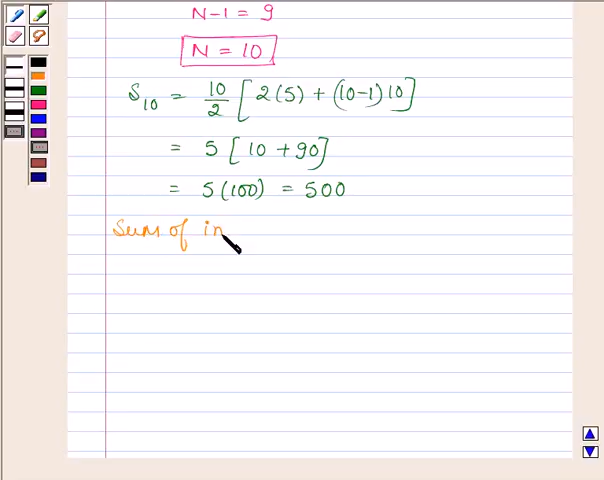 N-1 = 9
N = 10
S10 = 10/2 [ 2(5) + (10-1) 10 ]
= 5 [ 10 + 90 ]
= 5 (100) = 500
Sum of in